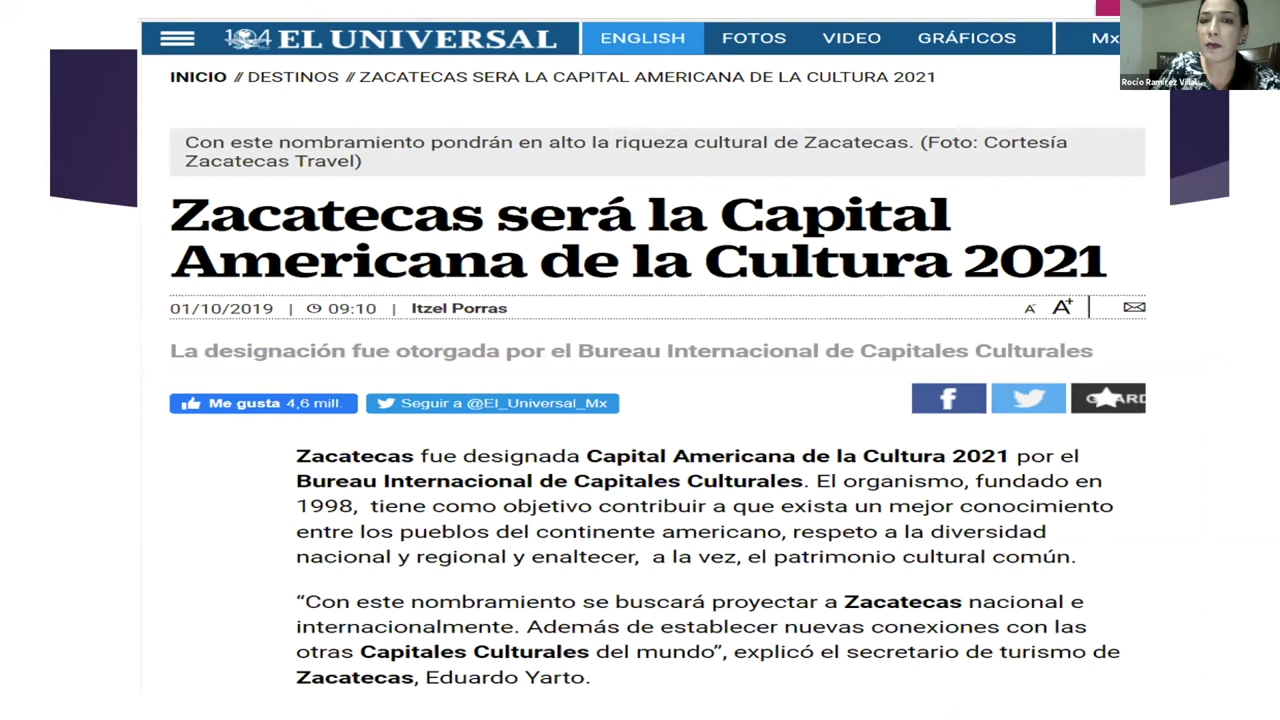 104 EL UNIVERSAL ENGLISH FOTOS VIDEO GRÁFICOS Mx
Rocío Ramírez Villal
INICIO // DESTINOS // ZACATECAS SERÁ LA CAPITAL AMERICANA DE LA CULTURA 2021
Con este nombramiento pondrán en alto la riqueza cultural de Zacatecas. (Foto: Cortesía
Zacatecas Travel)
Zacatecas será la Capital
Americana de la Cultura 2021
01/10/2019 | 09:10 | Itzel Porras A- A+
La designación fue otorgada por el Bureau Internacional de Capitales Culturales
Me gusta 4,6 mill. Seguir a @El_Universal_Mx
Zacatecas fue designada Capital Americana de la Cultura 2021 por el
Bureau Internacional de Capitales Culturales. El organismo, fundado en
1998, tiene como objetivo contribuir a que exista un mejor conocimiento
entre los pueblos del continente americano, respeto a la diversidad
nacional y regional y enaltecer, a la vez, el patrimonio cultural común.
“Con este nombramiento se buscará proyectar a Zacatecas nacional e
internacionalmente. Además de establecer nuevas conexiones con las
otras Capitales Culturales del mundo”, explicó el secretario de turismo de
Zacatecas, Eduardo Yarto.